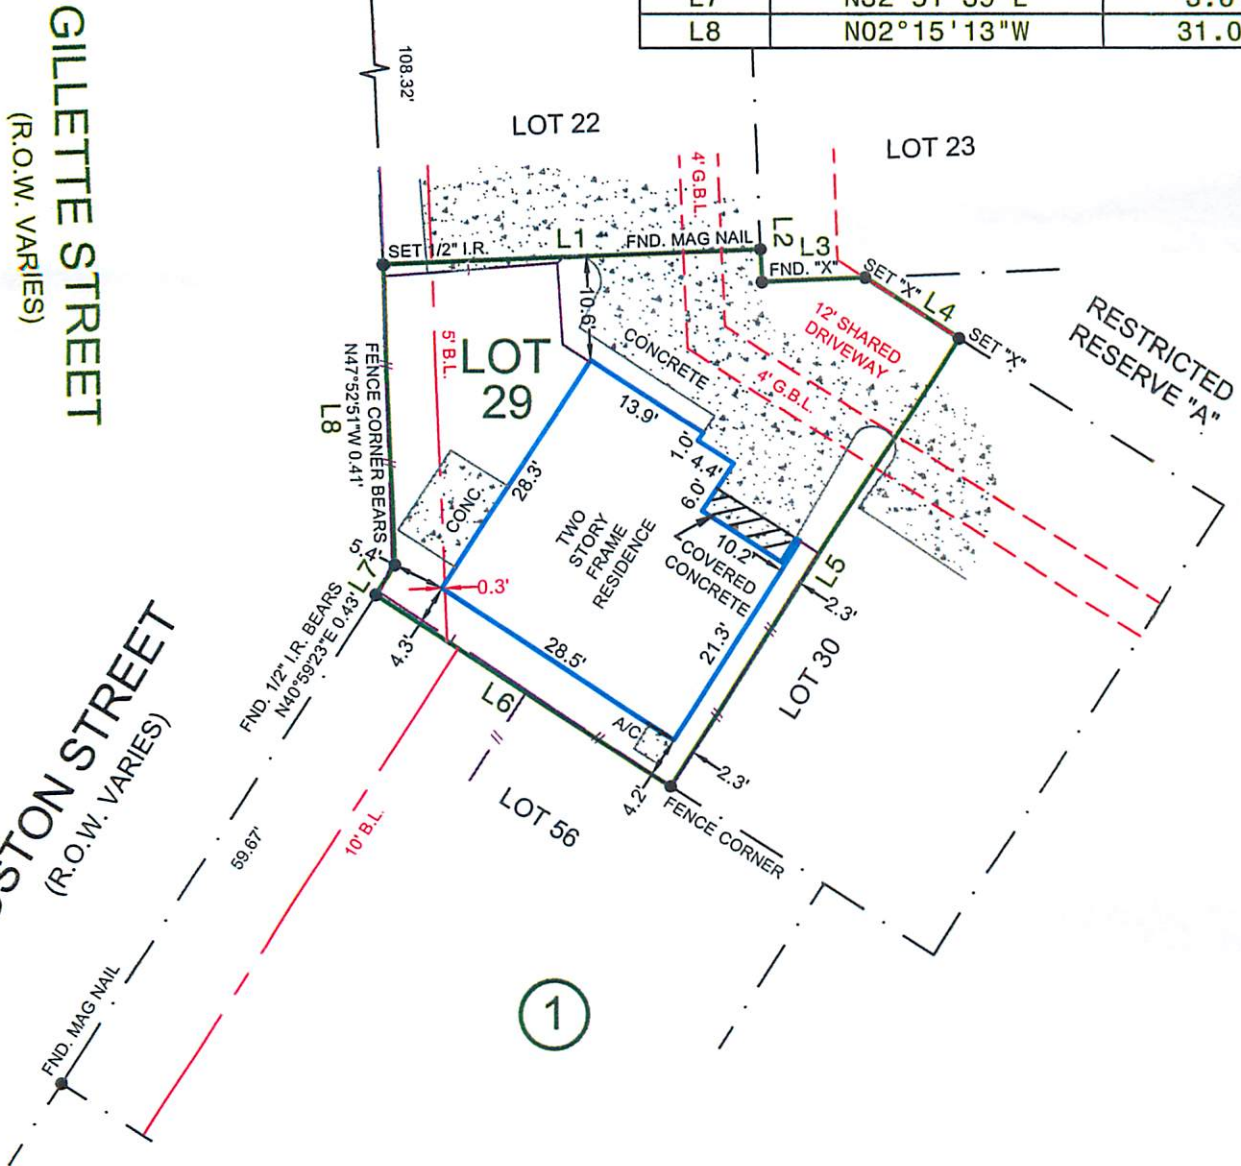 N02°15'13"W 31.0
L8
GILLETTE STREET
(R.O.W. VARIES)
108.32'
LOT 22
LOT 23
4' G.B.L.
L2
L3
SET 1/2" I.R.
L1
FND. MAG NAIL
FND. "X"
SET "X"
L4
SET "X"
RESTRICTED
RESERVE "A"
12' SHARED
DRIVEWAY
4' G.B.L.
10.6'
CONCRETE
5' B.L.
LOT
29
L8
FENCE CORNER BEARS
N47°52'51"W 0.41'
13.9'
1.0'
4.4'
6.0'
28.3'
CONC.
TWO
STORY
FRAME
RESIDENCE
10.2'
COVERED
CONCRETE
L5
2.3'
21.3'
LOT 30
5.4'
L7
0.3'
4.3'
28.5'
FND. 1/2" I.R. BEARS
N40°59'23"E 0.43'
L6
A/C
2.3'
4.2'
FENCE CORNER
LOT 56
STON STREET
(R.O.W. VARIES)
59.67'
10' B.L.
FND. MAG NAIL
1